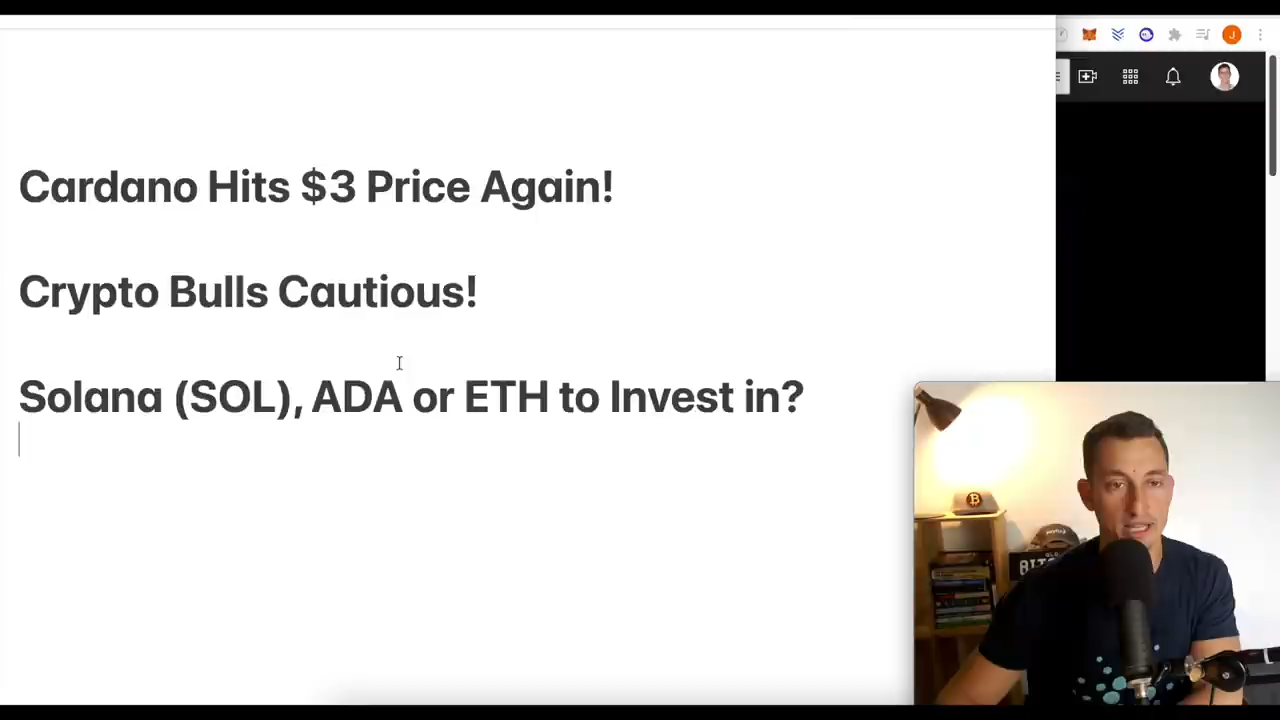 Cardano Hits $3 Price Again!
Crypto Bulls Cautious!
Solana (SOL), ADA or ETH to Invest in?
J